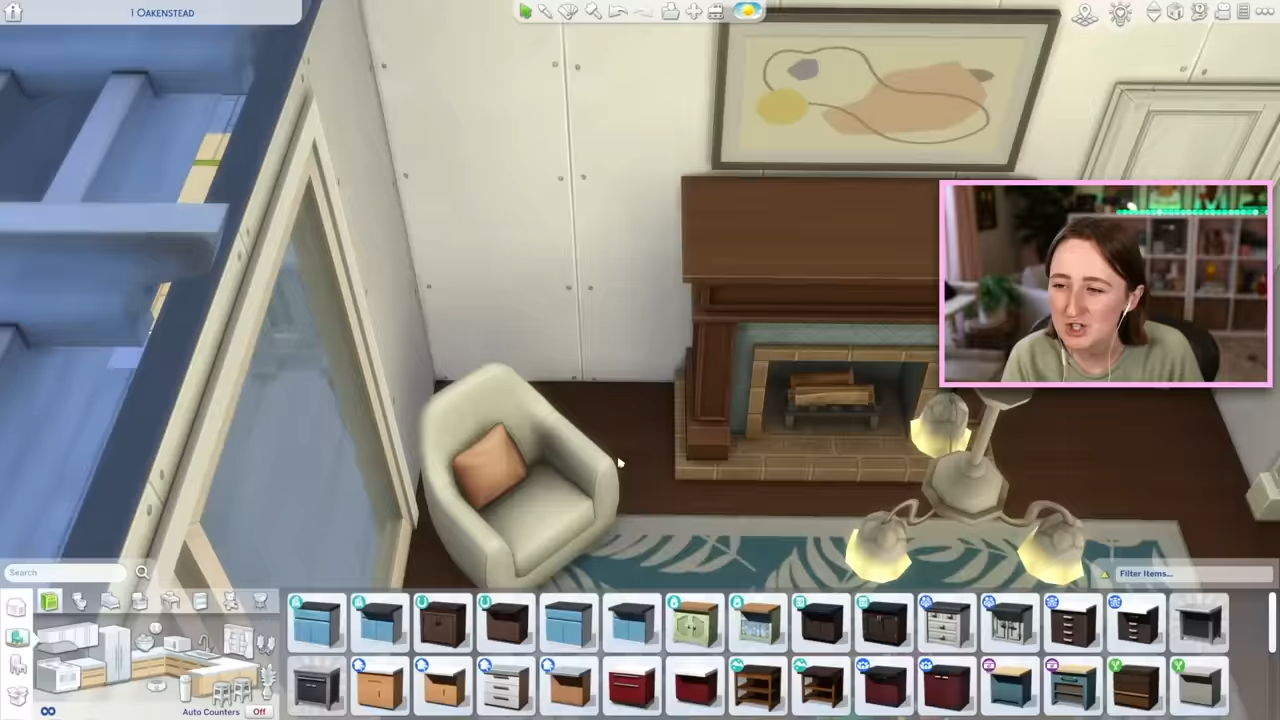 1 OAKENSTEAD
Search
Filter Items...
Auto Counters
Off